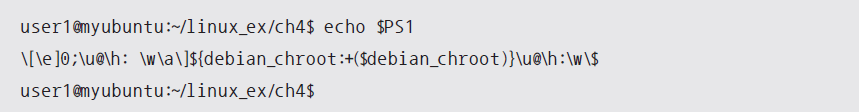 user1@myubuntu:~/linux_ex/ch4$ echo $PS1
\[\e]0;\u@\h: \w\a\]${debian_chroot:+($debian_chroot)}\u@\h:\w\$
user1@myubuntu:~/linux_ex/ch4$